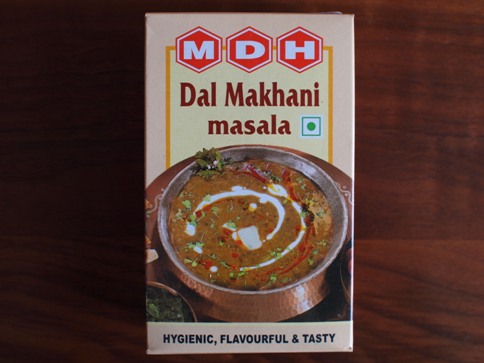 MDH
Dal Makhani
masala
HYGIENIC, FLAVOURFUL & TASTY